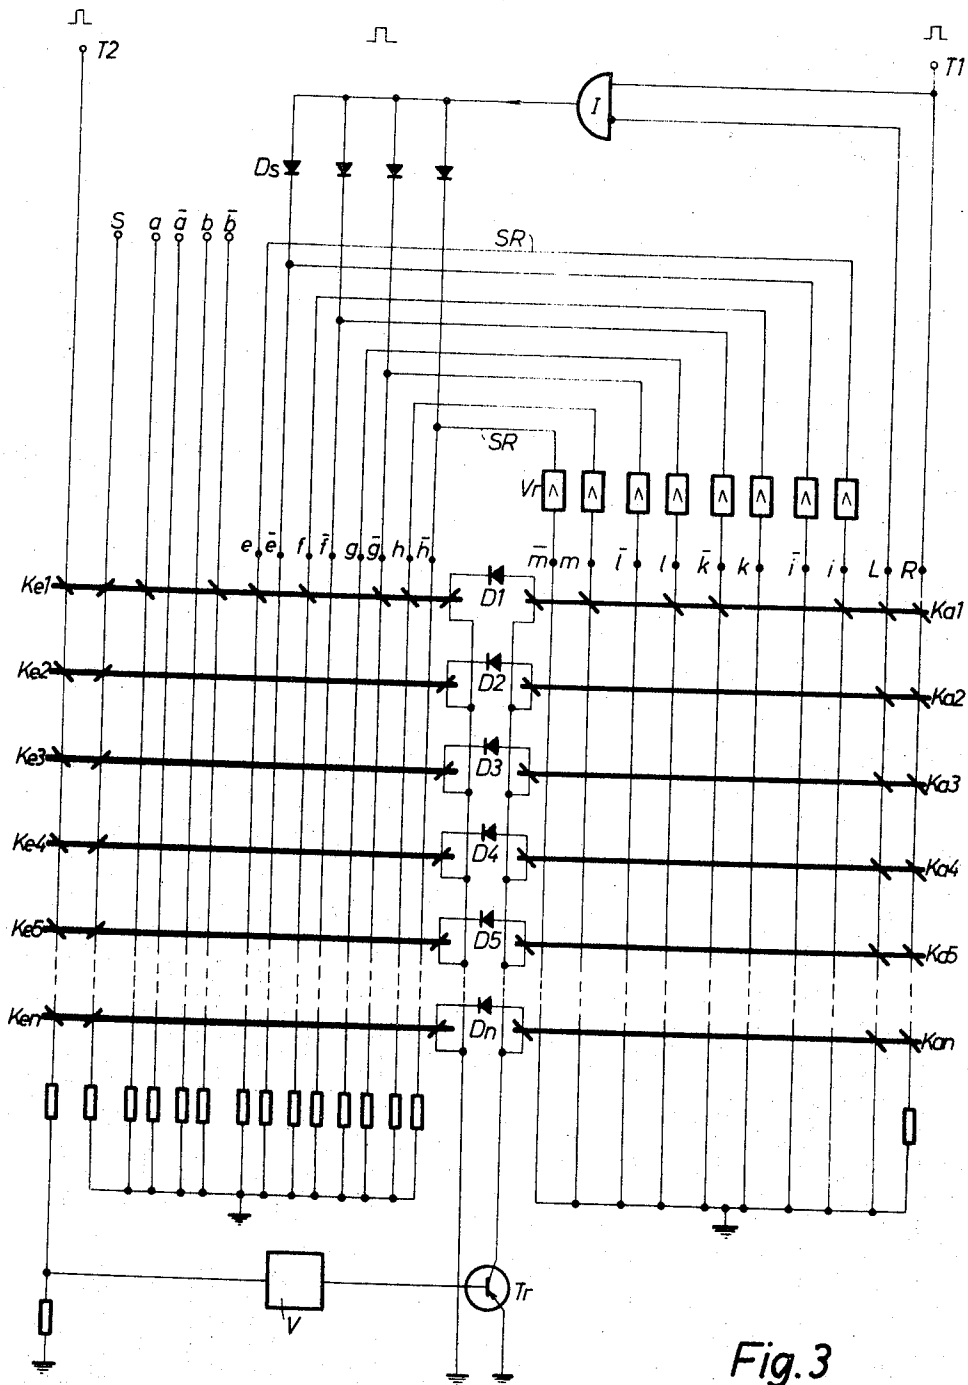 T2
T1
I
Ds
S a ā b b̄
SR
SR
Vr ʌ ʌ ʌ ʌ ʌ ʌ ʌ ʌ
e ē f f̄ g ḡ h h̄ m̄ m l̄ l k̄ k ī i L R
Ke1 D1 Ka1
Ke2 D2 Ka2
Ke3 D3 Ka3
Ke4 D4 Ka4
Ke5 D5 Ka5
Ken Dn Kan
V
Tr
Fig.3